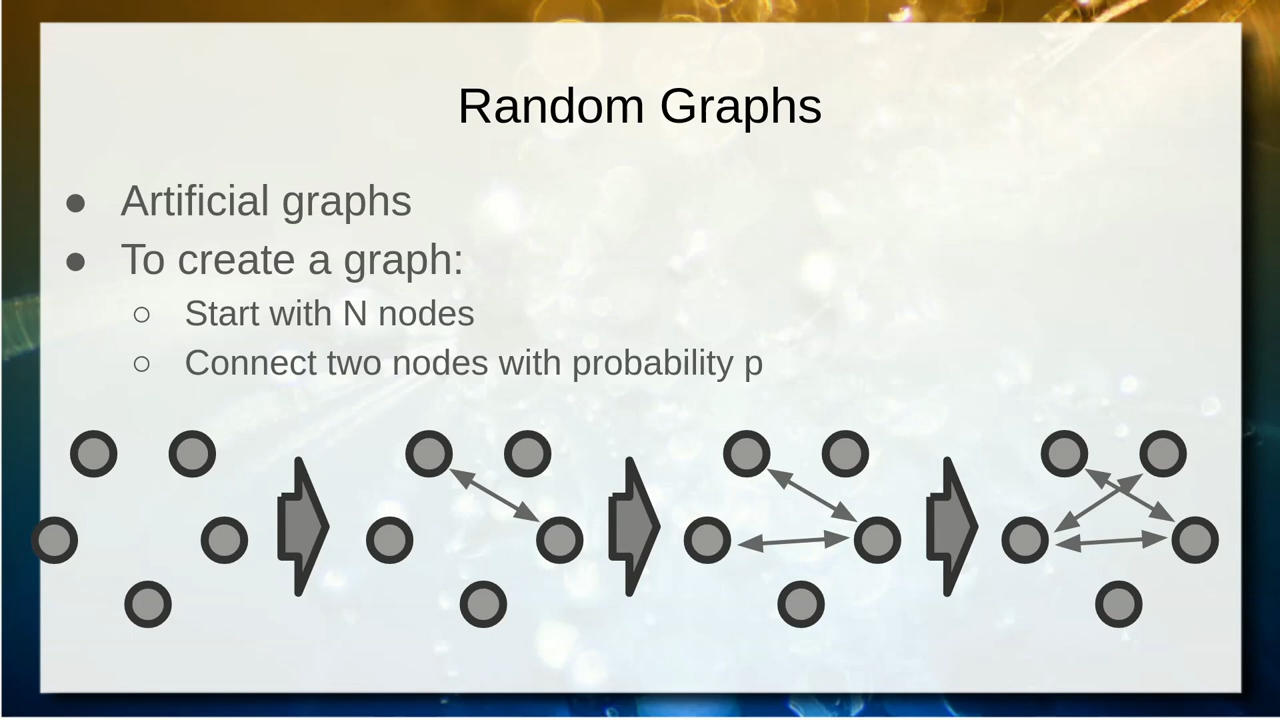 Random Graphs
● Artificial graphs
● To create a graph:
○ Start with N nodes
○ Connect two nodes with probability p